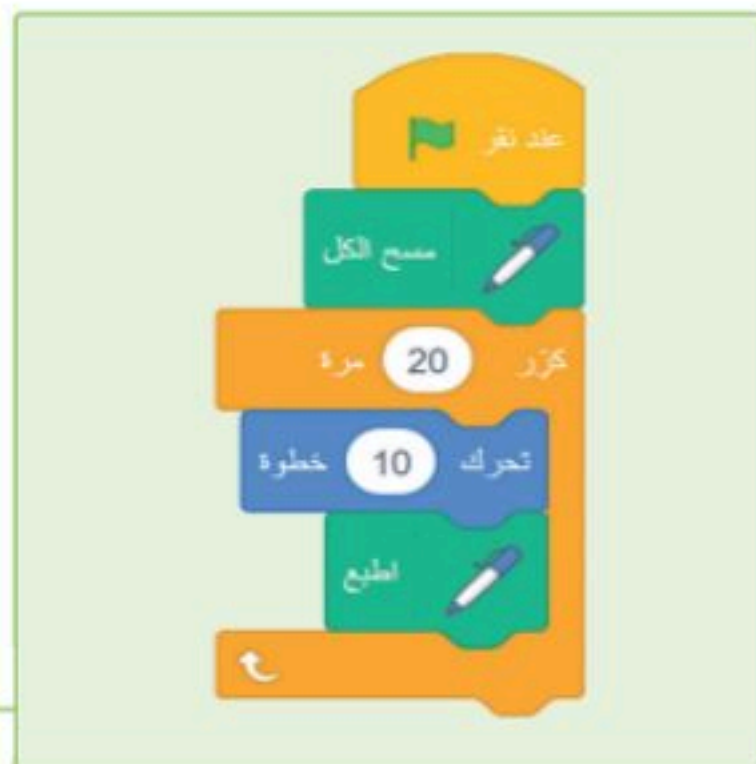 عند نقر
مسح الكل
كرّر 20 مرة
تحرك 10 خطوة
اطبع